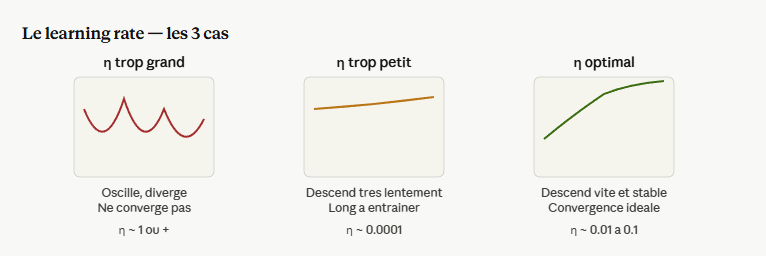 Le learning rate — les 3 cas
η trop grand
η trop petit
η optimal
Oscille, diverge
Ne converge pas
η ~ 1 ou +
Descend tres lentement
Long a entrainer
η ~ 0.0001
Descend vite et stable
Convergence ideale
η ~ 0.01 a 0.1